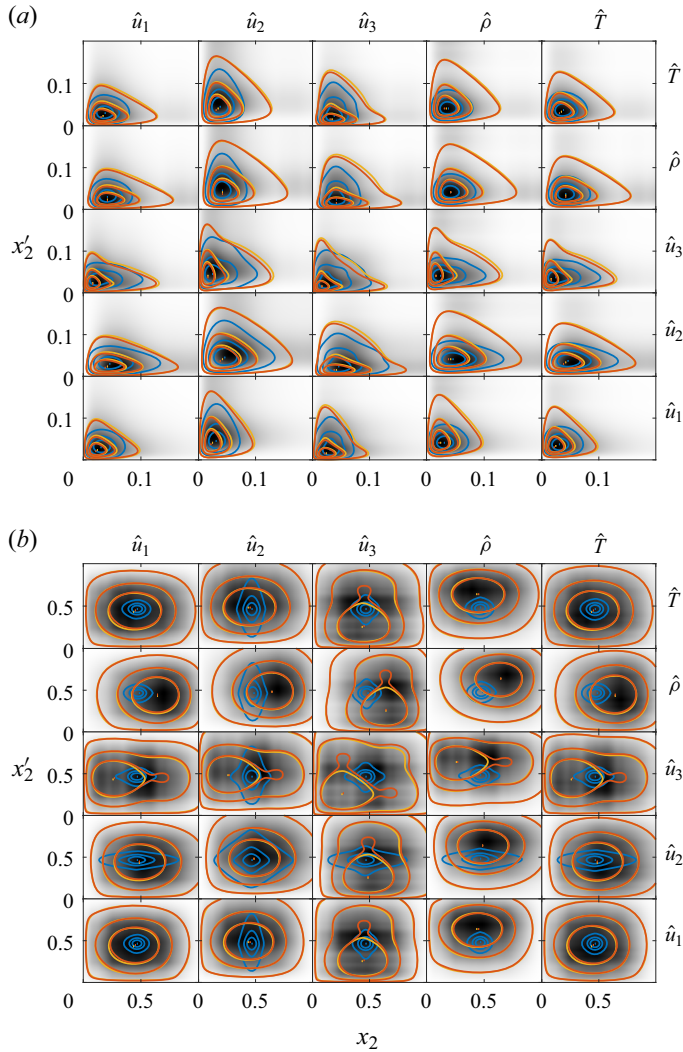 (a)
û₁ û₂ û₃ ρ̂ T̂
0.1 T̂
0
0.1 ρ̂
0
x′₂ 0.1 û₃
0
0.1 û₂
0
0.1 û₁
0 0.1 0 0.1 0 0.1 0 0.1 0 0.1
(b)
û₁ û₂ û₃ ρ̂ T̂
0.5 T̂
0
0.5 ρ̂
0
x′₂ 0.5 û₃
0
0.5 û₂
0
0.5 û₁
0 0.5 0 0.5 0 0.5 0 0.5 0 0.5
x₂